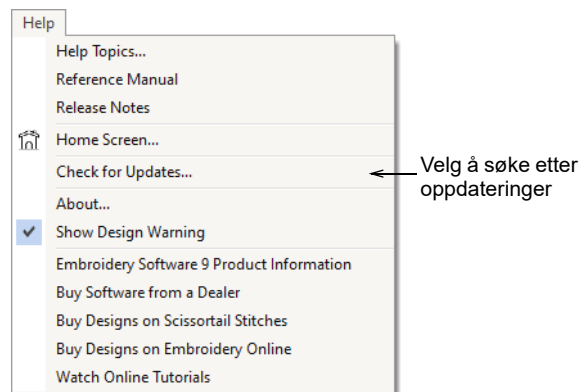 Help
Help Topics...
Reference Manual
Release Notes
Home Screen...
Check for Updates...
Velg å søke etter
oppdateringer
About...
Show Design Warning
Embroidery Software 9 Product Information
Buy Software from a Dealer
Buy Designs on Scissortail Stitches
Buy Designs on Embroidery Online
Watch Online Tutorials